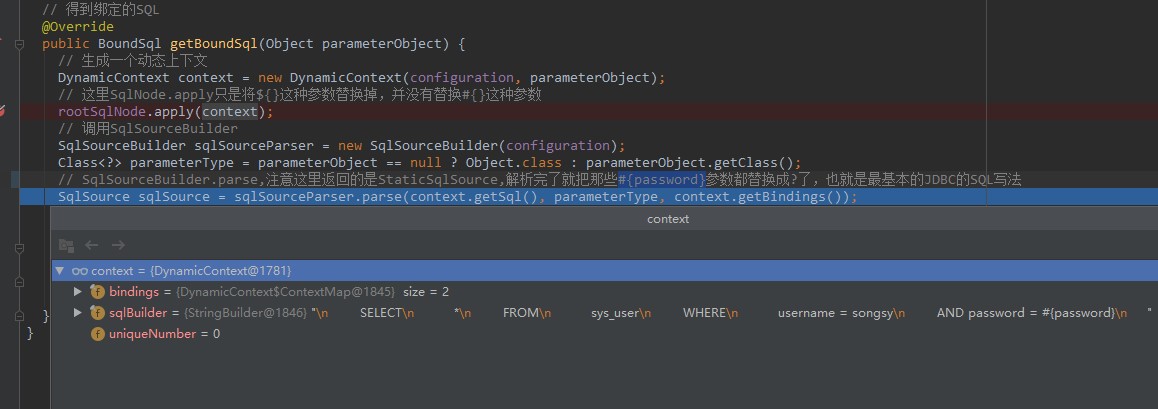 // 得到绑定的SQL
@Override
public BoundSql getBoundSql(Object parameterObject) {
// 生成一个动态上下文
DynamicContext context = new DynamicContext(configuration, parameterObject);
// 这里SqlNode.apply只是将${}这种参数替换掉，并没有替换#{}这种参数
rootSqlNode.apply(context);
// 调用SqlSourceBuilder
SqlSourceBuilder sqlSourceParser = new SqlSourceBuilder(configuration);
Class<?> parameterType = parameterObject == null ? Object.class : parameterObject.getClass();
// SqlSourceBuilder.parse,注意这里返回的是StaticSqlSource,解析完了就把那些#{password}参数都替换成?了，也就是最基本的JDBC的SQL写法
SqlSource sqlSource = sqlSourceParser.parse(context.getSql(), parameterType, context.getBindings());
context
context = {DynamicContext@1781}
bindings = {DynamicContext$ContextMap@1845} size = 2
sqlBuilder = {StringBuilder@1846} "\n SELECT\n *\n FROM\n sys_user\n WHERE\n username = songsy\n AND password = #{password}\n "
uniqueNumber = 0
}
}